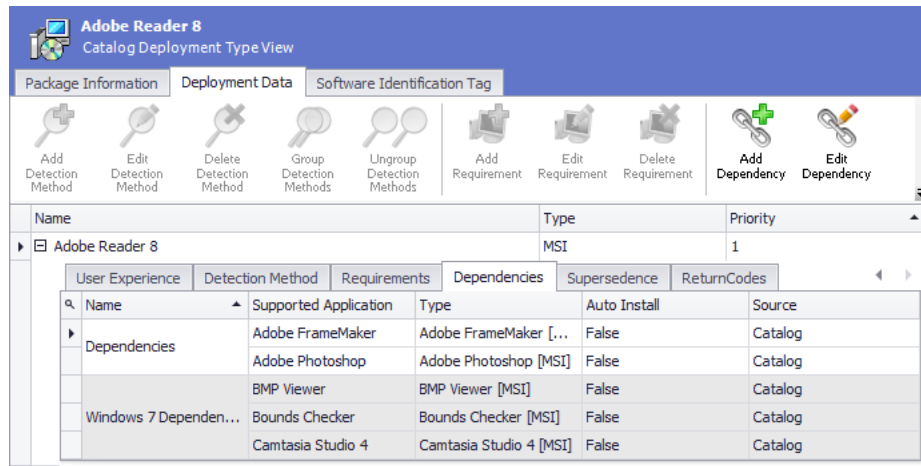 Adobe Reader 8
Catalog Deployment Type View
Package Information Deployment Data Software Identification Tag
Add Detection Method
Edit Detection Method
Delete Detection Method
Group Detection Methods
Ungroup Detection Methods
Add Requirement
Edit Requirement
Delete Requirement
Add Dependency
Edit Dependency
Name Type Priority
Adobe Reader 8 MSI 1
User Experience Detection Method Requirements Dependencies Supersedence ReturnCodes
Name Supported Application Type Auto Install Source
Dependencies
Adobe FrameMaker Adobe FrameMaker [... False Catalog
Adobe Photoshop Adobe Photoshop [MSI] False Catalog
Windows 7 Dependen...
BMP Viewer BMP Viewer [MSI] False Catalog
Bounds Checker Bounds Checker [MSI] False Catalog
Camtasia Studio 4 Camtasia Studio 4 [MSI] False Catalog